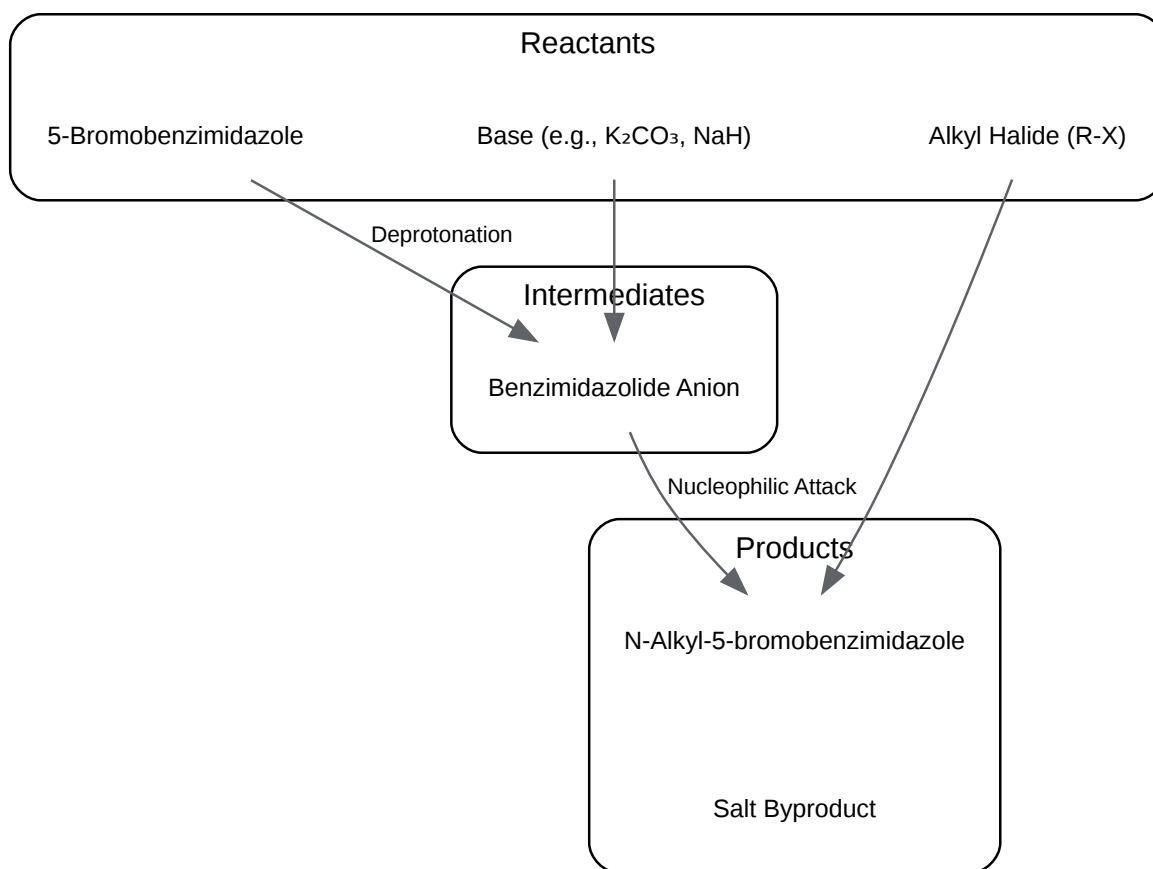 Reactants
5-Bromobenzimidazole
Base (e.g., K₂CO₃, NaH)
Alkyl Halide (R-X)
Deprotonation
Intermediates
Benzimidazolide Anion
Nucleophilic Attack
Products
N-Alkyl-5-bromobenzimidazole
Salt Byproduct